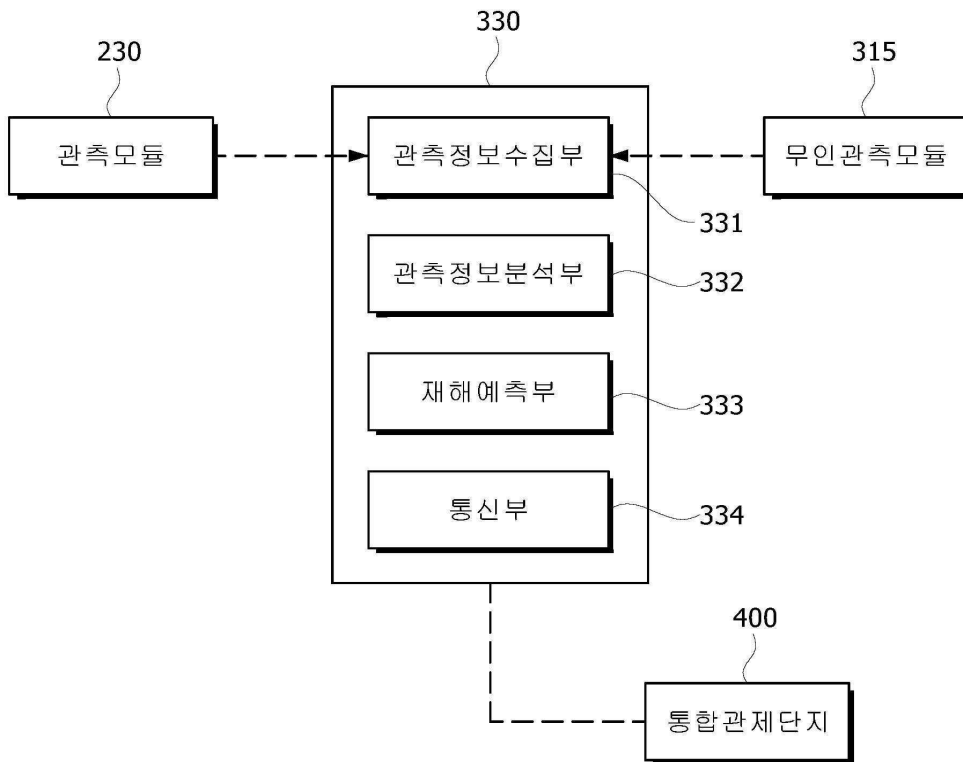 230
330
315
관측모듈
관측정보수집부
무인관측모듈
331
관측정보분석부
332
재해예측부
333
통신부
334
400
통합관제단지